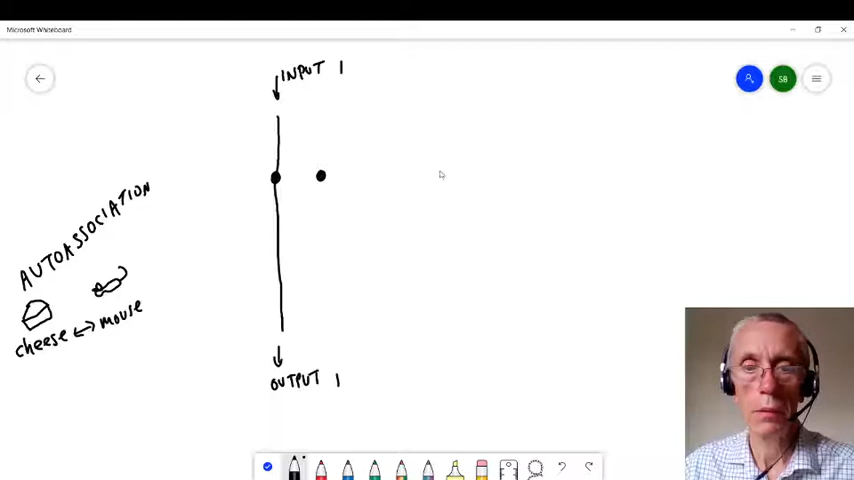 Microsoft Whiteboard
SB
INPUT 1
AUTOASSOCIATION
cheese ↔ mouse
OUTPUT 1